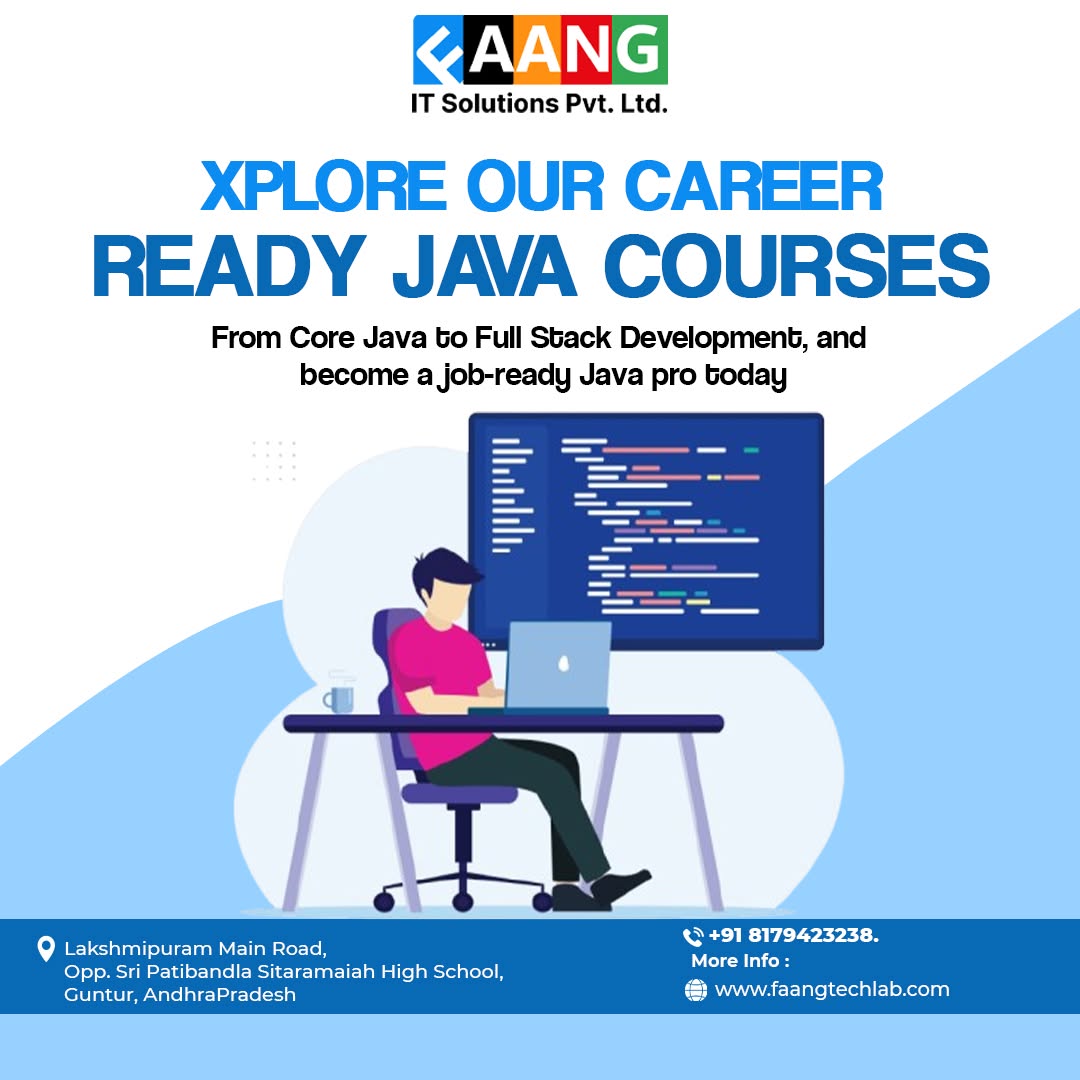 FAANG
IT Solutions Pvt. Ltd.
XPLORE OUR CAREER
READY JAVA COURSES
From Core Java to Full Stack Development, and
become a job-ready Java pro today
Lakshmipuram Main Road,
Opp. Sri Patibandla Sitaramaiah High School,
Guntur, AndhraPradesh
+91 8179423238.
More Info :
www.faangtechlab.com